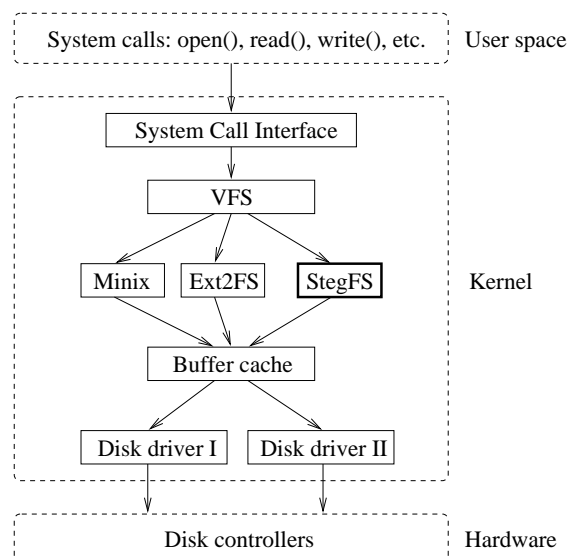 System calls: open(), read(), write(), etc. User space
System Call Interface
VFS
Minix Ext2FS StegFS Kernel
Buffer cache
Disk driver I Disk driver II
Disk controllers Hardware